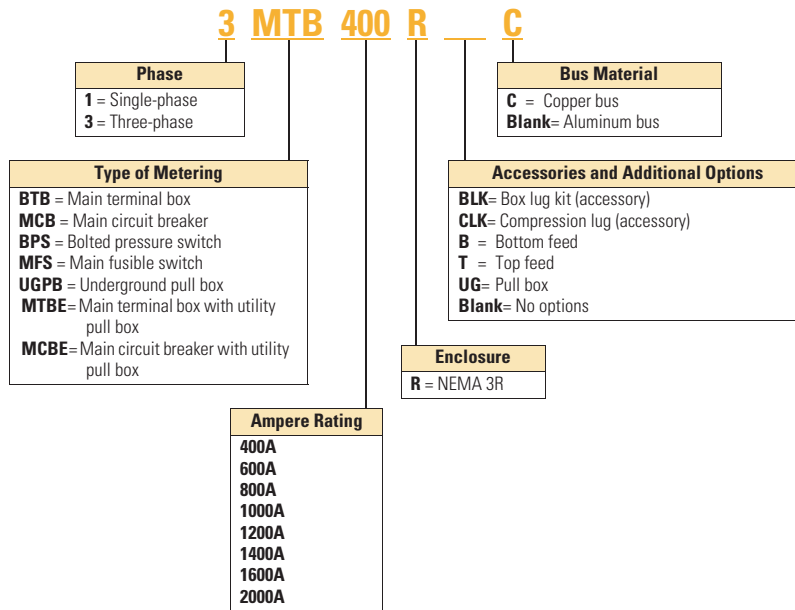 3 MTB 400 R C
Phase
1 = Single-phase
3 = Three-phase
Bus Material
C = Copper bus
Blank= Aluminum bus
Type of Metering
BTB = Main terminal box
MCB = Main circuit breaker
BPS = Bolted pressure switch
MFS = Main fusible switch
UGPB = Underground pull box
MTBE= Main terminal box with utility
pull box
MCBE= Main circuit breaker with utility
pull box
Accessories and Additional Options
BLK= Box lug kit (accessory)
CLK= Compression lug (accessory)
B = Bottom feed
T = Top feed
UG= Pull box
Blank= No options
Enclosure
R = NEMA 3R
Ampere Rating
400A
600A
800A
1000A
1200A
1400A
1600A
2000A